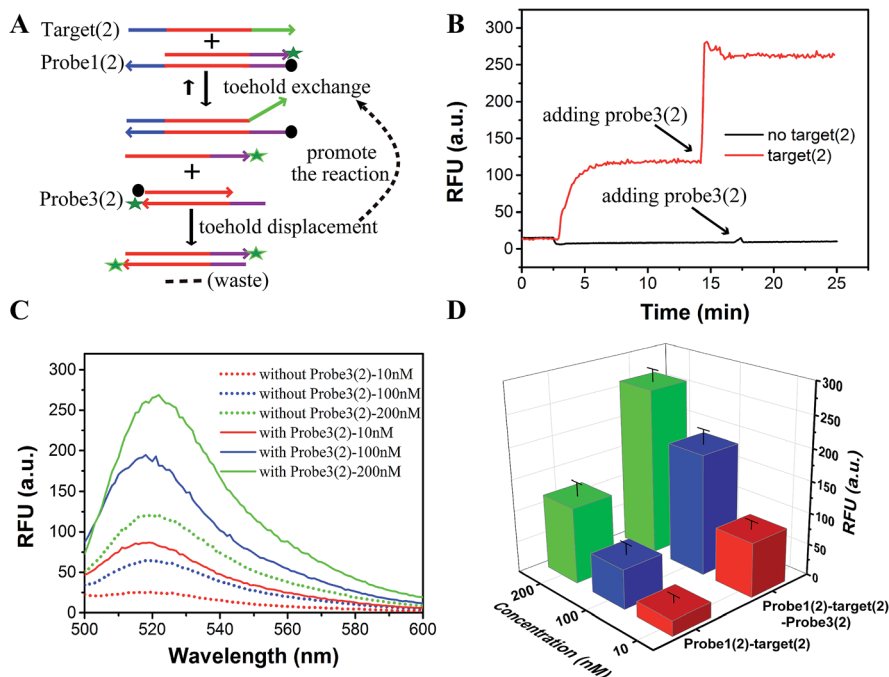 A
Target(2)
+
Probe1(2)
toehold exchange
promote
the reaction
+
Probe3(2)
toehold displacement
(waste)
B
RFU (a.u.)
300
250
200
150
100
50
0
adding probe3(2)
adding probe3(2)
no target(2)
target(2)
0 5 10 15 20 25
Time (min)
C
RFU (a.u.)
300
250
200
150
100
50
0
without Probe3(2)-10nM
without Probe3(2)-100nM
without Probe3(2)-200nM
with Probe3(2)-10nM
with Probe3(2)-100nM
with Probe3(2)-200nM
500 520 540 560 580 600
Wavelength (nm)
D
300
250
200
150
100
50
0
RFU (a.u.)
200
100
10
Concentration (nM)
Probe1(2)-target(2)
-Probe3(2)
Probe1(2)-target(2)